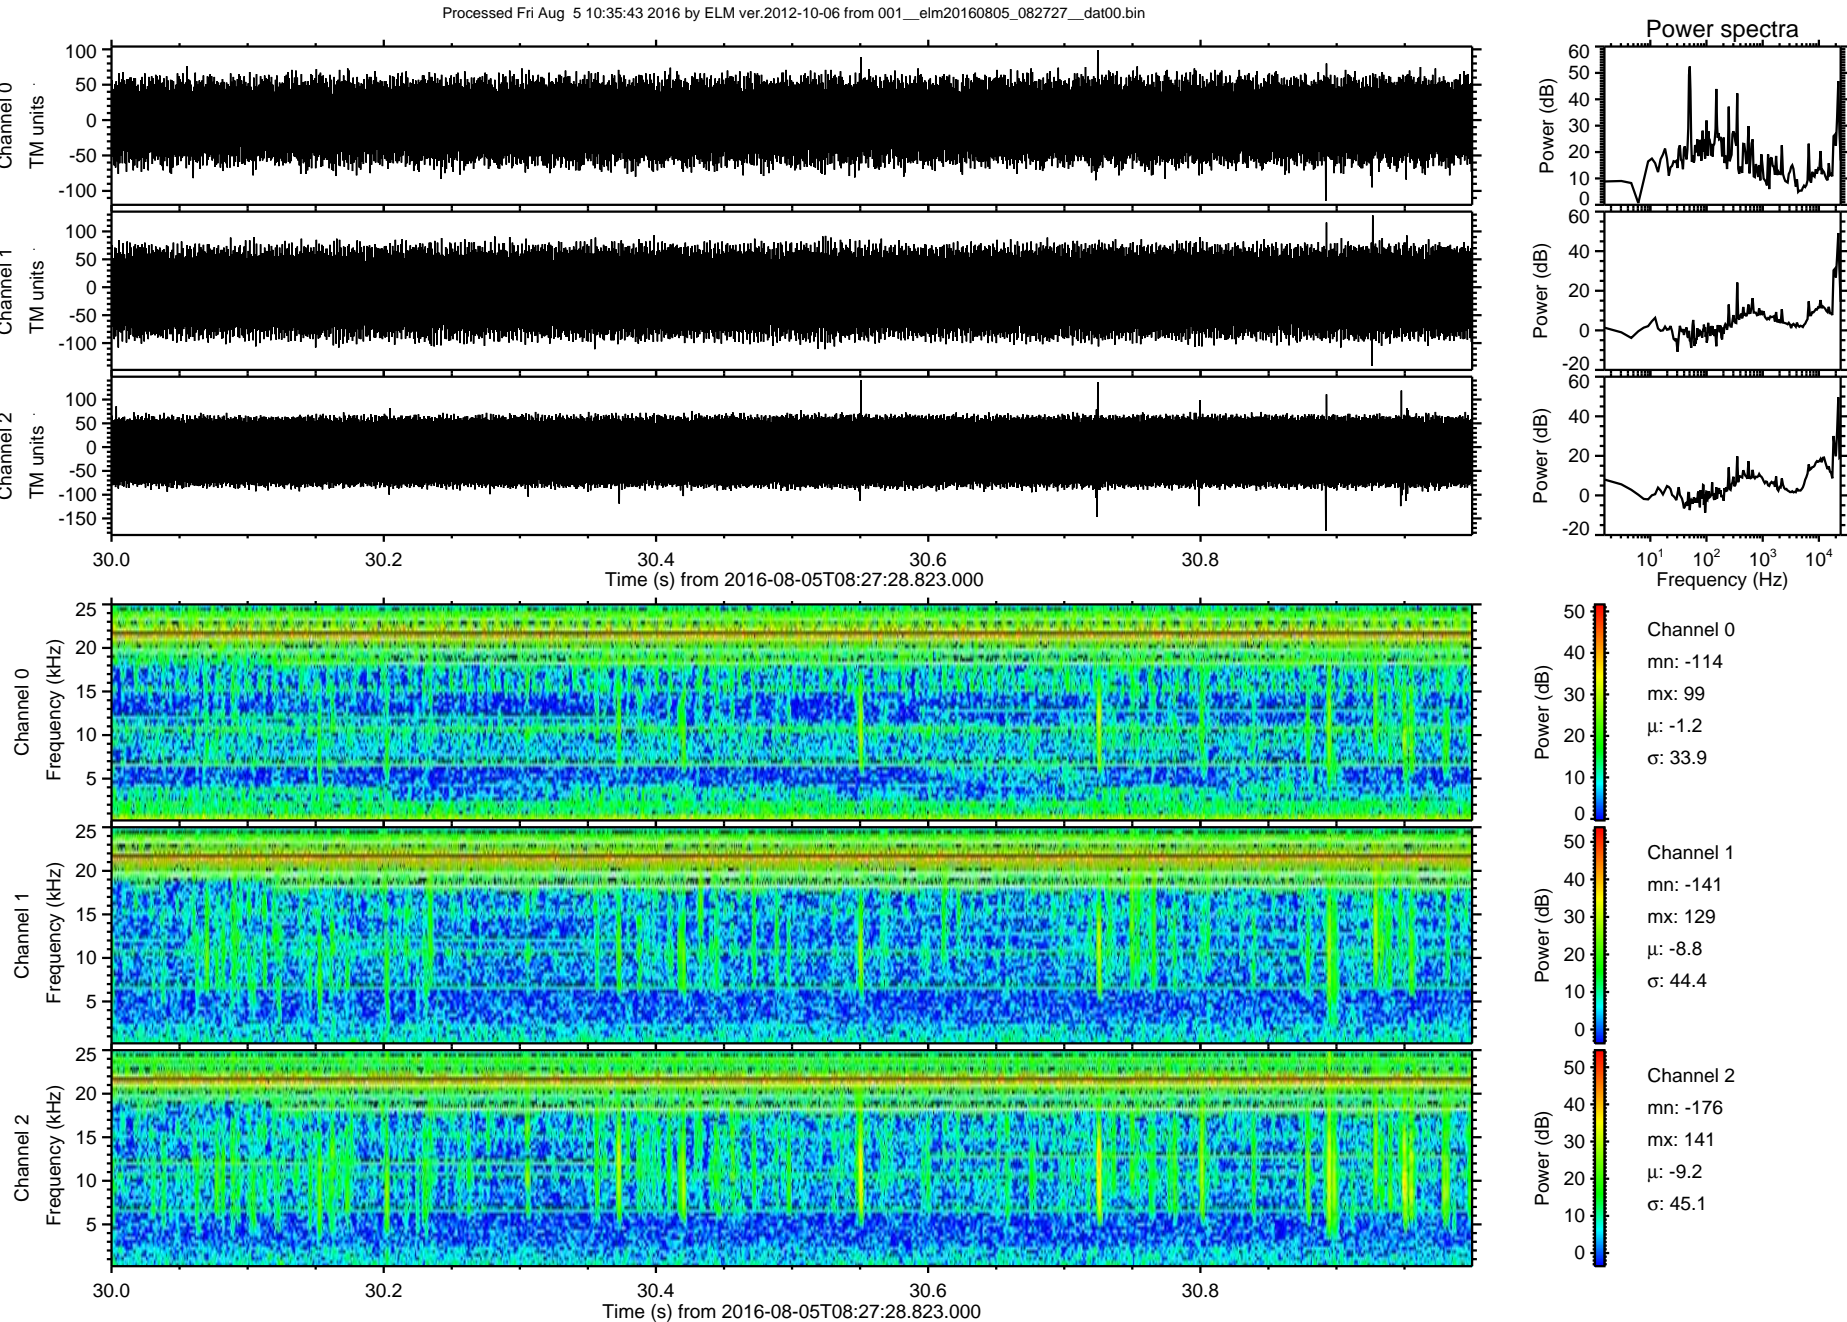 Processed Fri Aug  5 10:35:43 2016 by ELM ver.2012-10-06 from 001__elm20160805_082727__dat00.bin
Power spectra
Channel 0
TM units
100
50
0
-50
-100
Power (dB)
60
50
40
30
20
10
0
Channel 1
TM units
100
50
0
-50
-100
Power (dB)
60
40
20
0
-20
Channel 2
TM units
100
50
0
-50
-100
-150
Power (dB)
60
40
20
0
-20
30.0 30.2 30.4 30.6 30.8
Time (s) from 2016-08-05T08:27:28.823.000
10¹ 10² 10³ 10⁴
Frequency (Hz)
Channel 0
Frequency (kHz)
25
20
15
10
5
Power (dB)
50
40
30
20
10
0
Channel 0
mn: -114
mx: 99
µ: -1.2
σ: 33.9
Channel 1
Frequency (kHz)
25
20
15
10
5
Power (dB)
50
40
30
20
10
0
Channel 1
mn: -141
mx: 129
µ: -8.8
σ: 44.4
Channel 2
Frequency (kHz)
25
20
15
10
5
Power (dB)
50
40
30
20
10
0
Channel 2
mn: -176
mx: 141
µ: -9.2
σ: 45.1
30.0 30.2 30.4 30.6 30.8
Time (s) from 2016-08-05T08:27:28.823.000